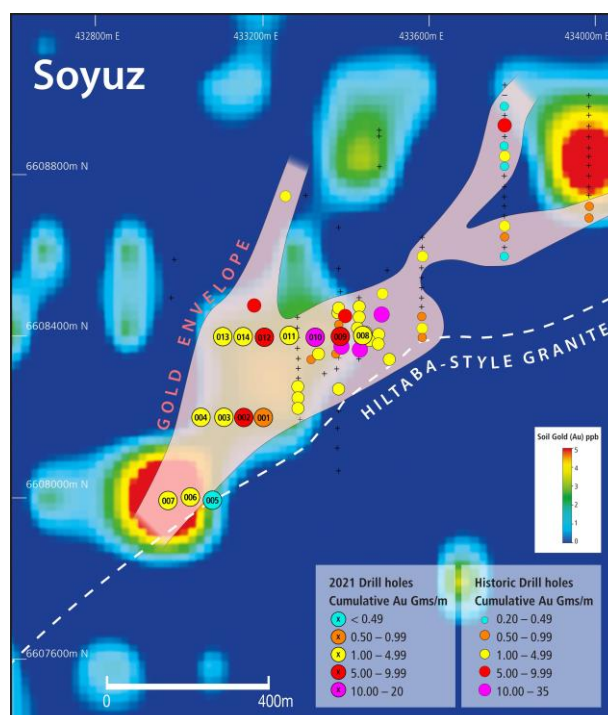 432800m E
433200m E
433600m E
434000m E
Soyuz
6608800m N
GOLD ENVELOPE
6608400m N
013
014
012
011
010
009
008
HILTABA-STYLE GRANITE
004
003
002
001
Soil Gold (Au) ppb
5
4
3
2
1
0
6608000m N
007
006
005
2021 Drill holes
Cumulative Au Gms/m
x < 0.49
x 0.50 – 0.99
x 1.00 – 4.99
x 5.00 – 9.99
x 10.00 – 20
Historic Drill holes
Cumulative Au Gms/m
0.20 – 0.49
0.50 – 0.99
1.00 – 4.99
5.00 – 9.99
10.00 – 35
6607600m N
0
400m